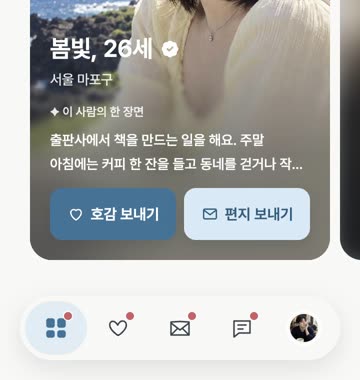 봄빛, 26세
서울 마포구
이 사람의 한 장면
출판사에서 책을 만드는 일을 해요. 주말
아침에는 커피 한 잔을 들고 동네를 걷거나 작...
호감 보내기
편지 보내기